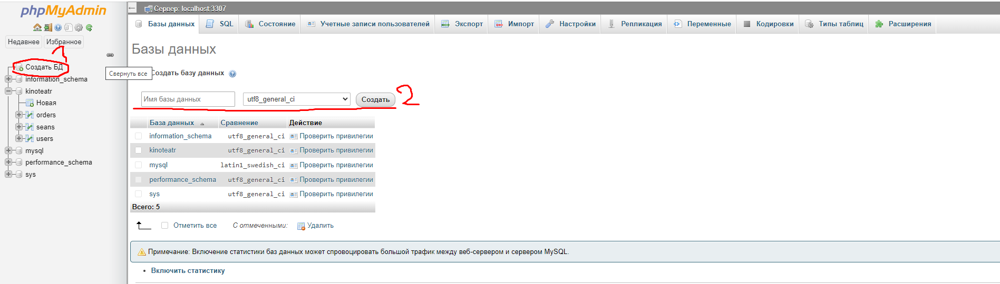 phpMyAdmin
Недавнее Избранное
1
Создать БД
information_schema
kinoteatr
Новая
orders
seans
users
mysql
performance_schema
sys
Свернуть все
Сервер: localhost:3307
Базы данных SQL Состояние Учетные записи пользователей Экспорт Импорт Настройки Репликация Переменные Кодировки Типы таблиц Расширения
Базы данных
Создать базу данных
Имя базы данных utf8_general_ci Создать 2
База данных Сравнение Действие
information_schema utf8_general_ci Проверить привилегии
kinoteatr utf8_general_ci Проверить привилегии
mysql latin1_swedish_ci Проверить привилегии
performance_schema utf8_general_ci Проверить привилегии
sys utf8_general_ci Проверить привилегии
Всего: 5
Отметить все С отмеченными: Удалить
Примечание: Включение статистики баз данных может спровоцировать большой трафик между веб-сервером и сервером MySQL.
• Включить статистику